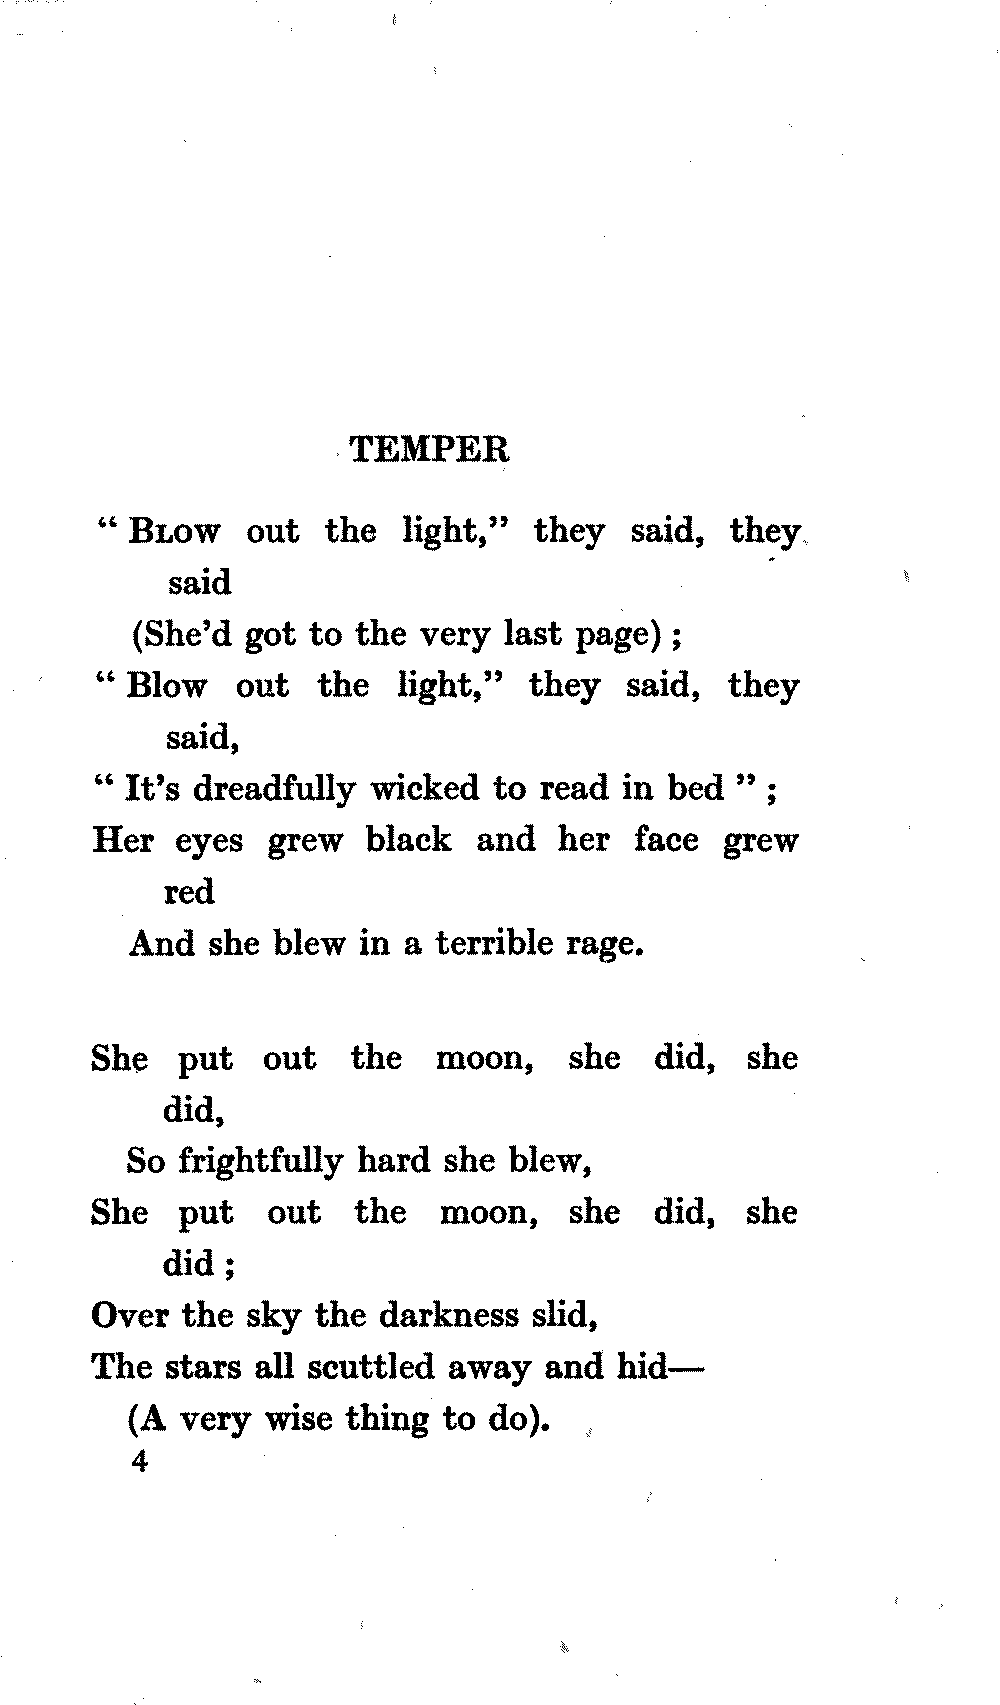 TEMPER
“ BLOW out the light,” they said, they
said
(She’d got to the very last page) ;
“ Blow out the light,” they said, they
said,
“ It’s dreadfully wicked to read in bed ” ;
Her eyes grew black and her face grew
red
And she blew in a terrible rage.
She put out the moon, she did, she
did,
So frightfully hard she blew,
She put out the moon, she did, she
did ;
Over the sky the darkness slid,
The stars all scuttled away and hid—
(A very wise thing to do).
4